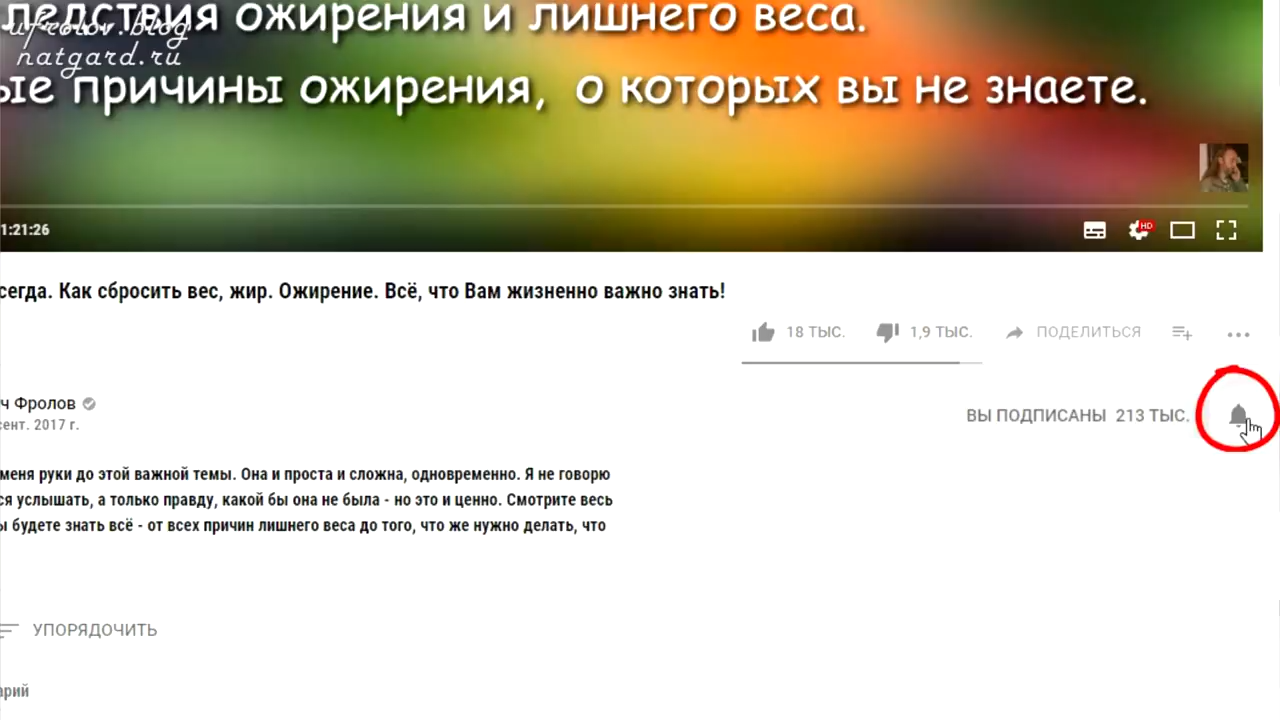 ледствия ожирения и лишнего веса.
ufrolov.blog
natgard.ru
ые причины ожирения, о которых вы не знаете.
1:21:26
HD
сегда. Как сбросить вес, жир. Ожирение. Всё, что Вам жизненно важно знать!
18 ТЫС. 1,9 ТЫС. ПОДЕЛИТЬСЯ
ч Фролов
сент. 2017 г.
ВЫ ПОДПИСАНЫ 213 ТЫС.
меня руки до этой важной темы. Она и проста и сложна, одновременно. Я не говорю
ся услышать, а только правду, какой бы она не была - но это и ценно. Смотрите весь
ы будете знать всё - от всех причин лишнего веса до того, что же нужно делать, что
УПОРЯДОЧИТЬ
арий